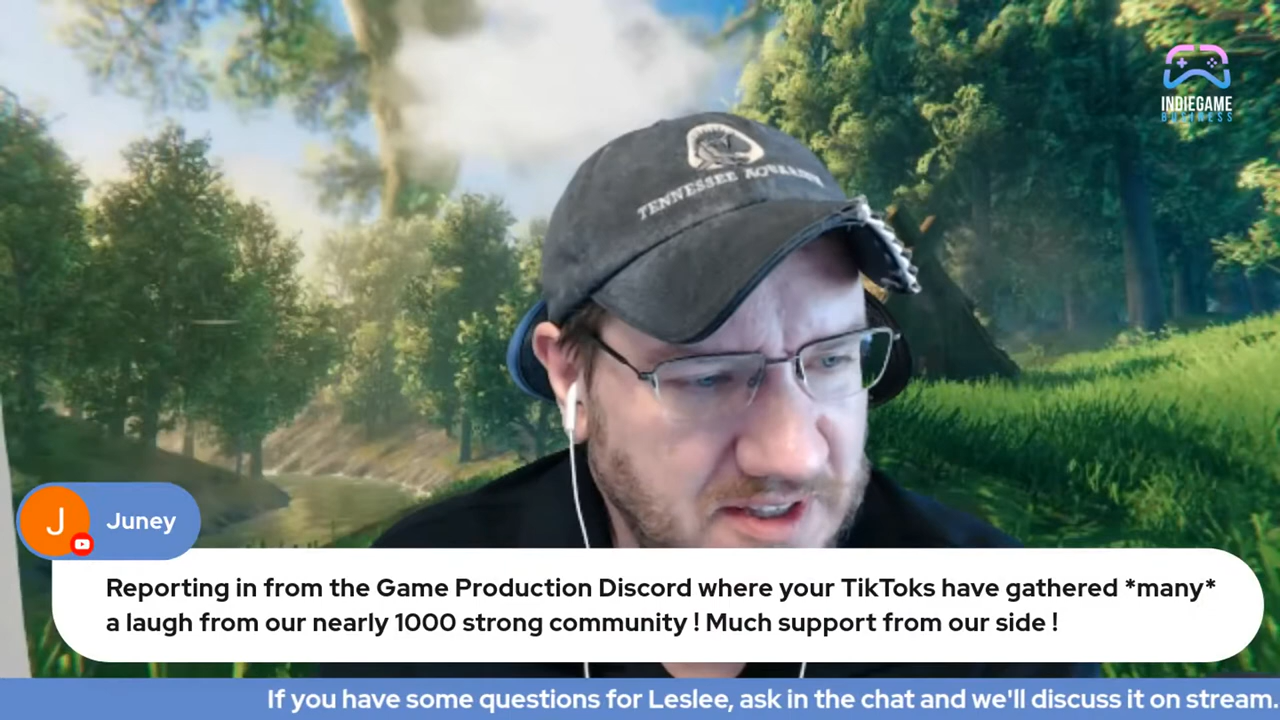 INDIEGAME
BUSINESS
TENNESSEE AQUARIUM
J
Juney
Reporting in from the Game Production Discord where your TikToks have gathered *many*
a laugh from our nearly 1000 strong community ! Much support from our side !
If you have some questions for Leslee, ask in the chat and we'll discuss it on stream.